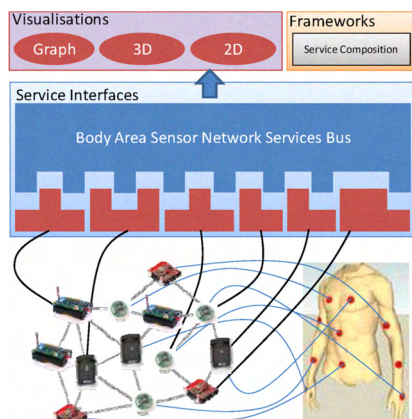 Visualisations
Frameworks
Graph
3D
2D
Service Composition
Service Interfaces
Body Area Sensor Network Services Bus